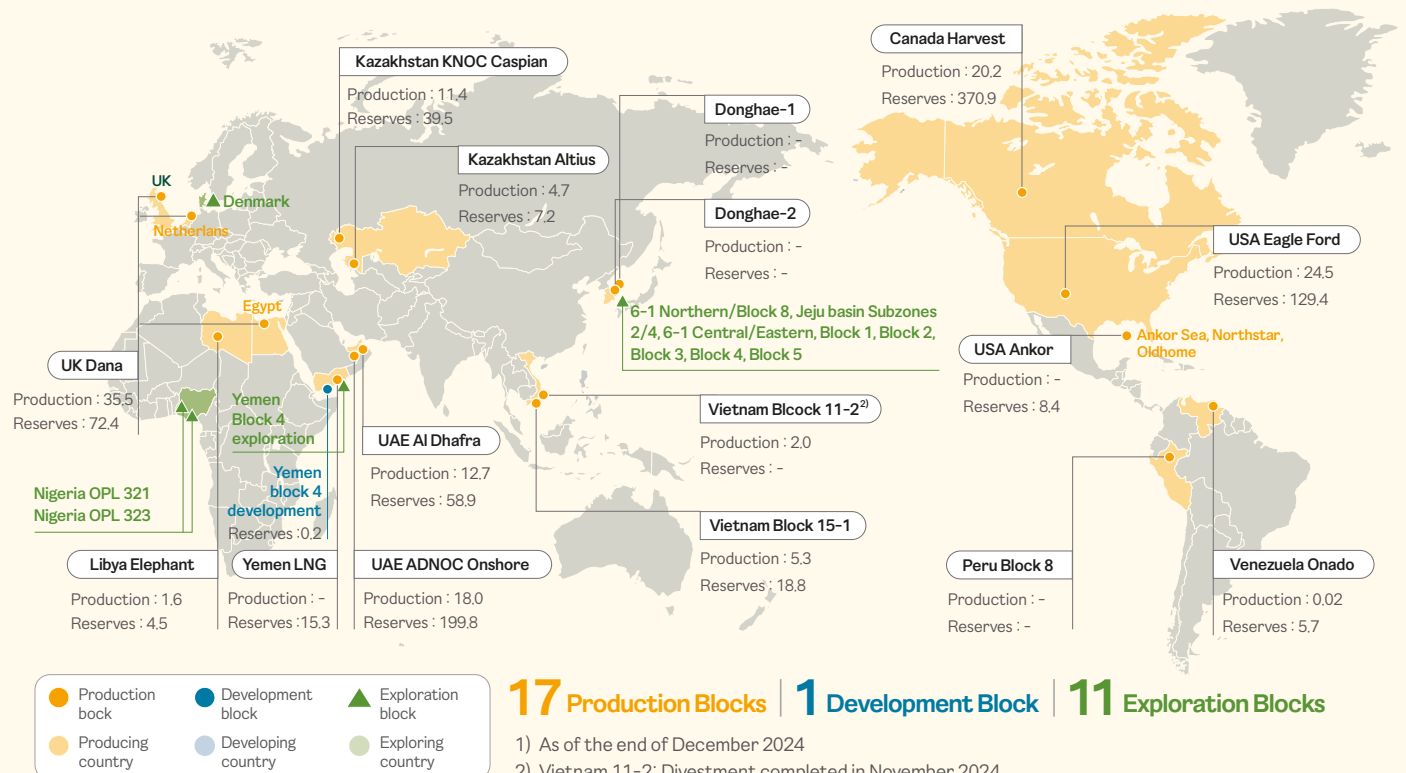 Kazakhstan KNOC Caspian
Production : 11.4
Reserves : 39.5
Kazakhstan Altius
Production : 4.7
Reserves : 7.2
Donghae-1
Production : -
Reserves : -
Donghae-2
Production : -
Reserves : -
6-1 Northern/Block 8, Jeju basin Subzones
2/4, 6-1 Central/Eastern, Block 1, Block 2,
Block 3, Block 4, Block 5
Canada Harvest
Production : 20.2
Reserves : 370.9
USA Eagle Ford
Production : 24.5
Reserves : 129.4
USA Ankor
Production : -
Reserves : 8.4
Ankor Sea, Northstar,
Oldhome
UK
Denmark
Netherlans
Egypt
UK Dana
Production : 35.5
Reserves : 72.4
Yemen
Block 4
exploration
Yemen
block 4
development
Reserves :0.2
Nigeria OPL 321
Nigeria OPL 323
UAE Al Dhafra
Production : 12.7
Reserves : 58.9
Vietnam Blcock 11-2²⁾
Production : 2.0
Reserves : -
Vietnam Block 15-1
Production : 5.3
Reserves : 18.8
Libya Elephant
Production : 1.6
Reserves : 4.5
Yemen LNG
Production : -
Reserves :15.3
UAE ADNOC Onshore
Production : 18.0
Reserves : 199.8
Peru Block 8
Production : -
Reserves : -
Venezuela Onado
Production : 0.02
Reserves : 5.7
Production
bock
Development
block
Exploration
block
Producing
country
Developing
country
Exploring
country
17 Production Blocks
1 Development Block
11 Exploration Blocks
1) As of the end of December 2024
2) Vietnam 11-2: Divestment completed in November 2024